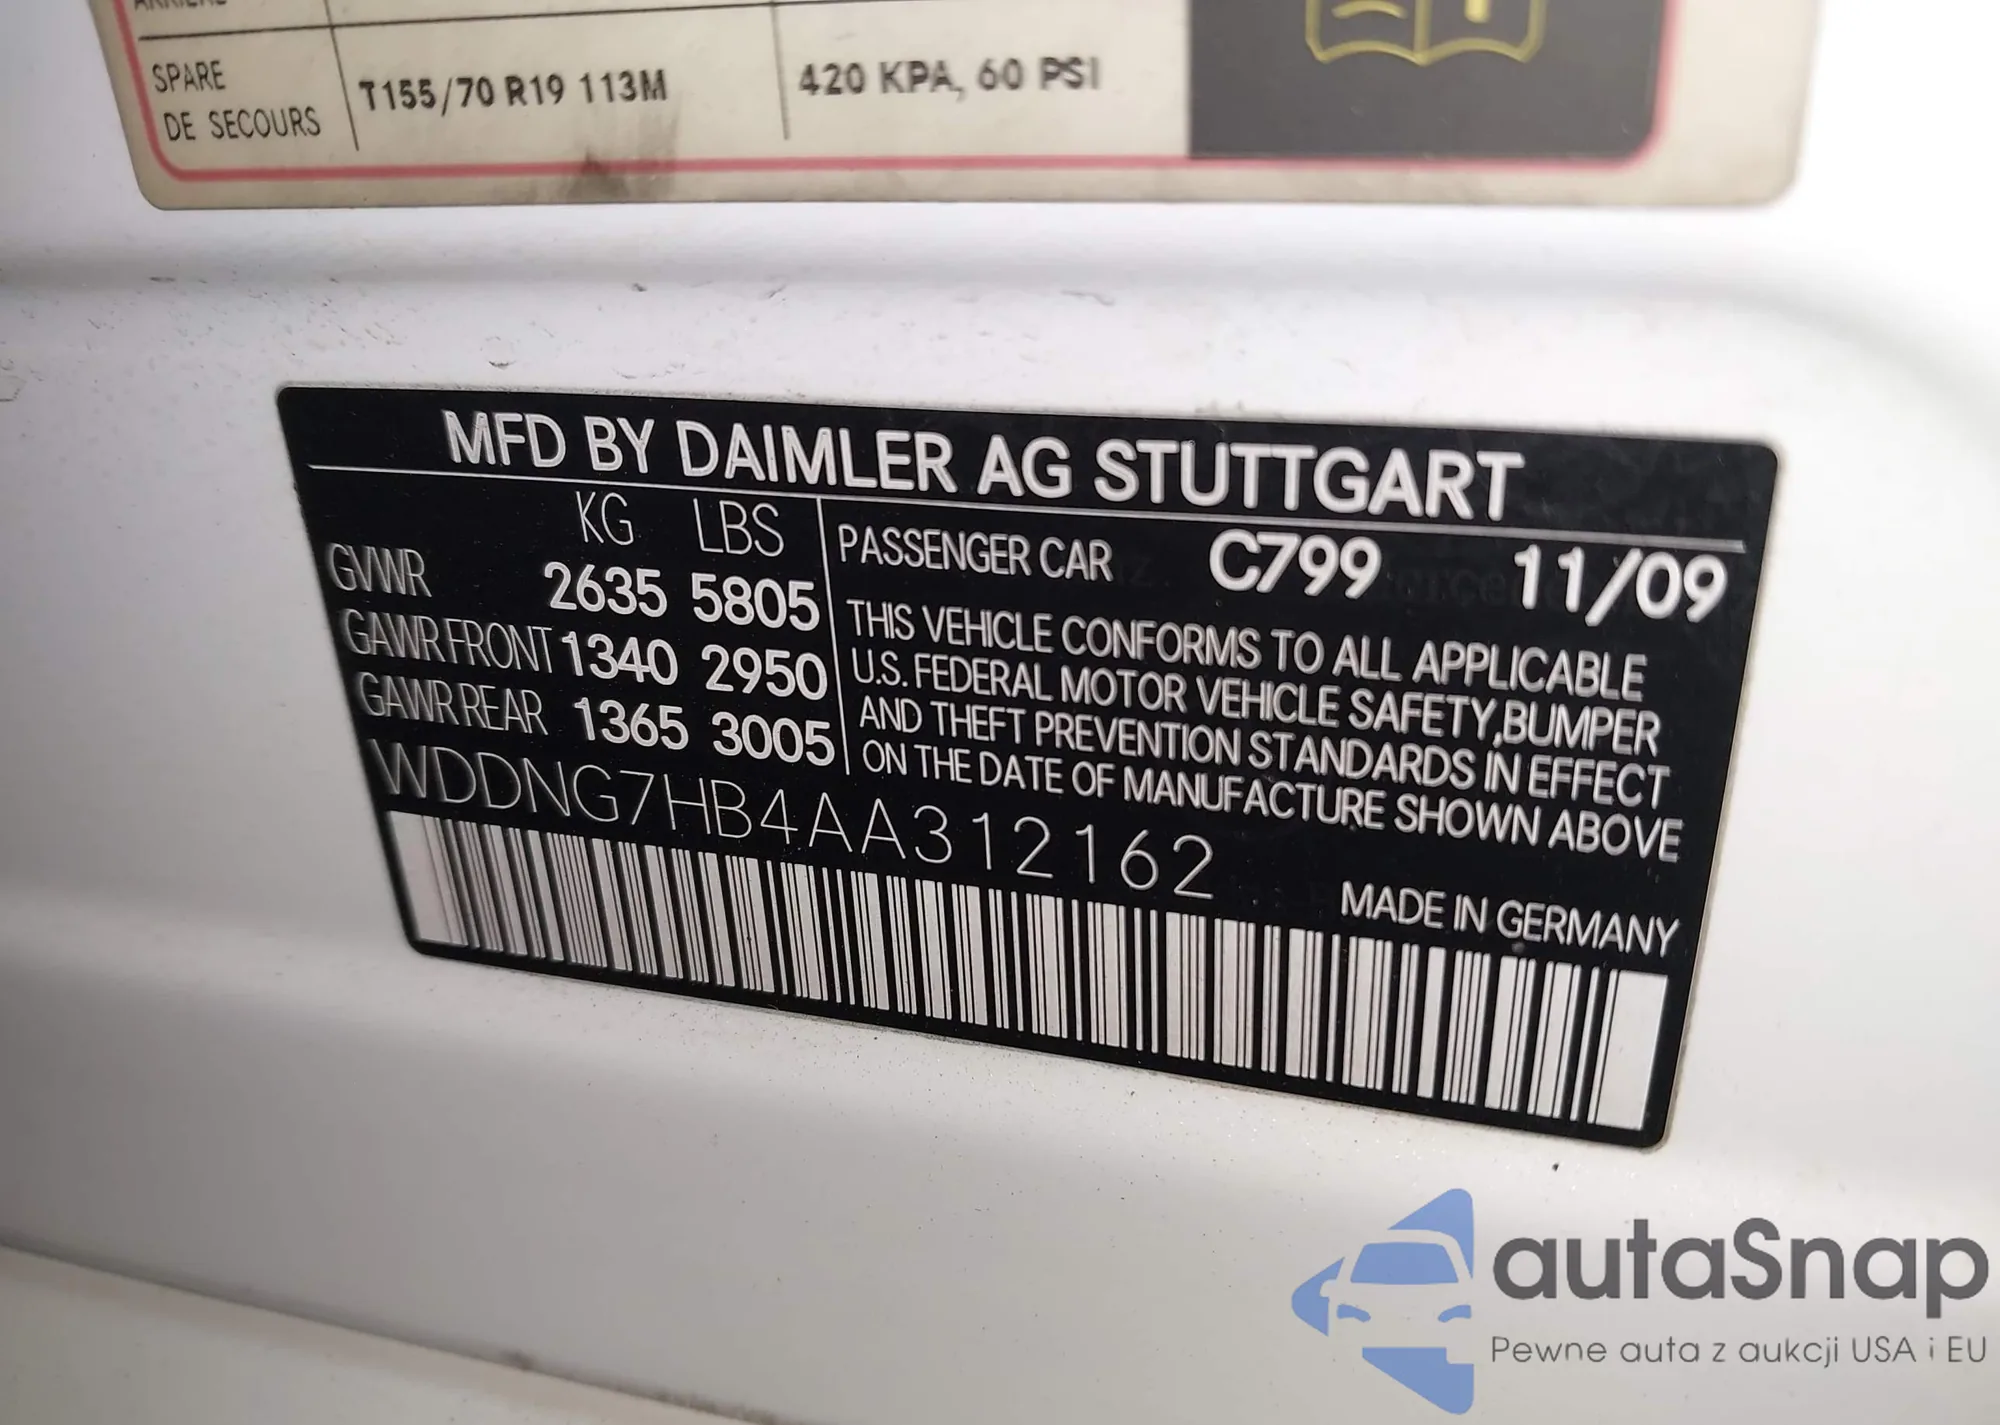 SPARE
DE SECOURS
T155/70 R19 113M
420 KPA, 60 PSI
MFD BY DAIMLER AG STUTTGART
KG LBS
GVWR 2635 5805
GAWR FRONT 1340 2950
GAWR REAR 1365 3005
PASSENGER CAR C799 11/09
THIS VEHICLE CONFORMS TO ALL APPLICABLE
U.S. FEDERAL MOTOR VEHICLE SAFETY, BUMPER
AND THEFT PREVENTION STANDARDS IN EFFECT
ON THE DATE OF MANUFACTURE SHOWN ABOVE
WDDNG7HB4AA312162
MADE IN GERMANY
autaSnap
Pewne auta z aukcji USA i EU